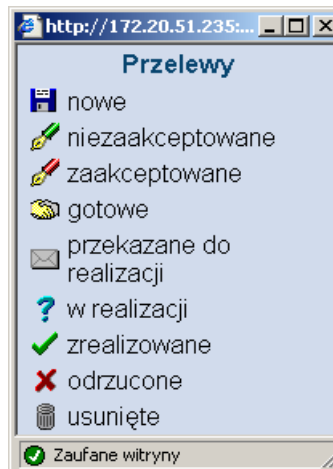 http://172.20.51.235:...
Przelewy
nowe
niezaakceptowane
zaakceptowane
gotowe
przekazane do
realizacji
w realizacji
zrealizowane
odrzucone
usunięte
Zaufane witryny